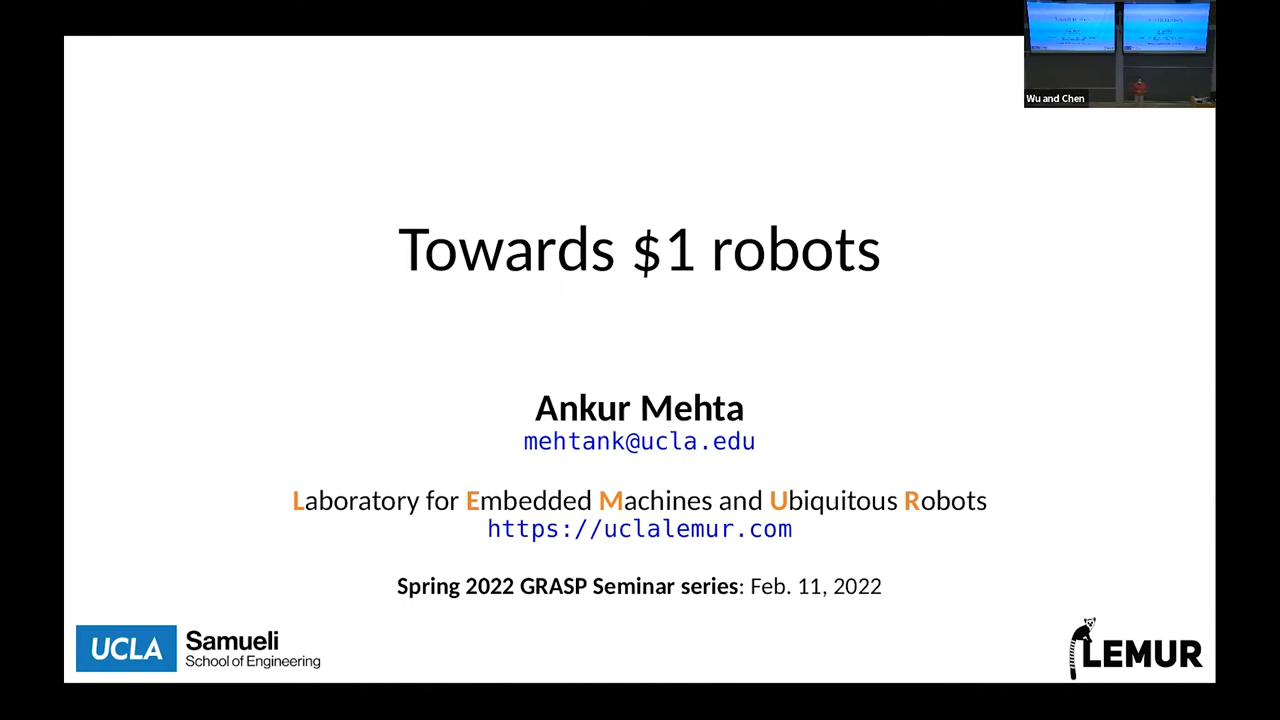 Wu and Chen
Towards $1 robots
Ankur Mehta
mehtank@ucla.edu
Laboratory for Embedded Machines and Ubiquitous Robots
https://uclalemur.com
Spring 2022 GRASP Seminar series: Feb. 11, 2022
UCLA Samueli
School of Engineering
LEMUR